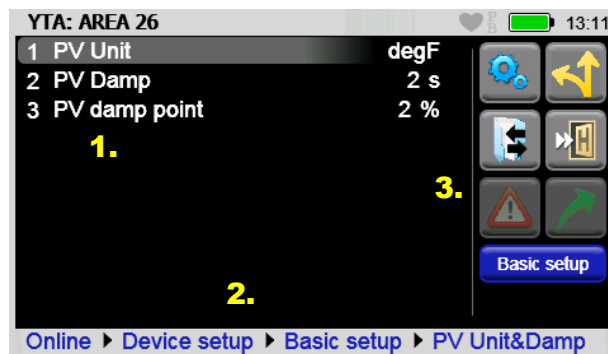 YTA: AREA 26 PB 13:11
1 PV Unit degF
2 PV Damp 2 s
3 PV damp point 2 %
1.
3.
Basic setup
2.
Online ▶ Device setup ▶ Basic setup ▶ PV Unit&Damp